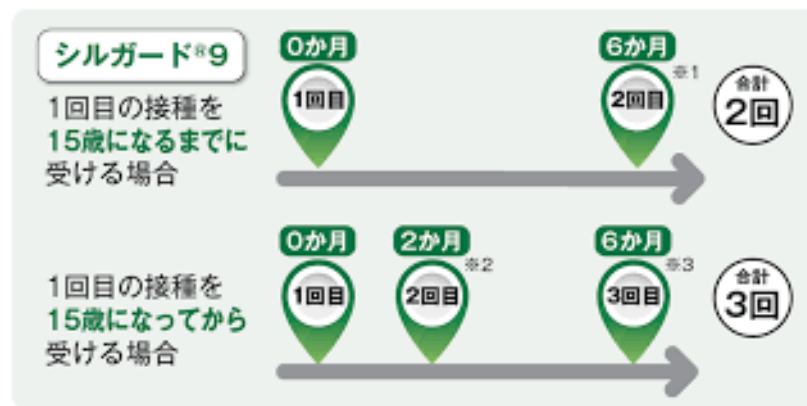 シルガード®9
1回目の接種を
15歳になるまでに
受ける場合
0か月
1回目
6か月
2回目
※1
合計
2回
1回目の接種を
15歳になってから
受ける場合
0か月
1回目
2か月
2回目
※2
6か月
3回目
※3
合計
3回